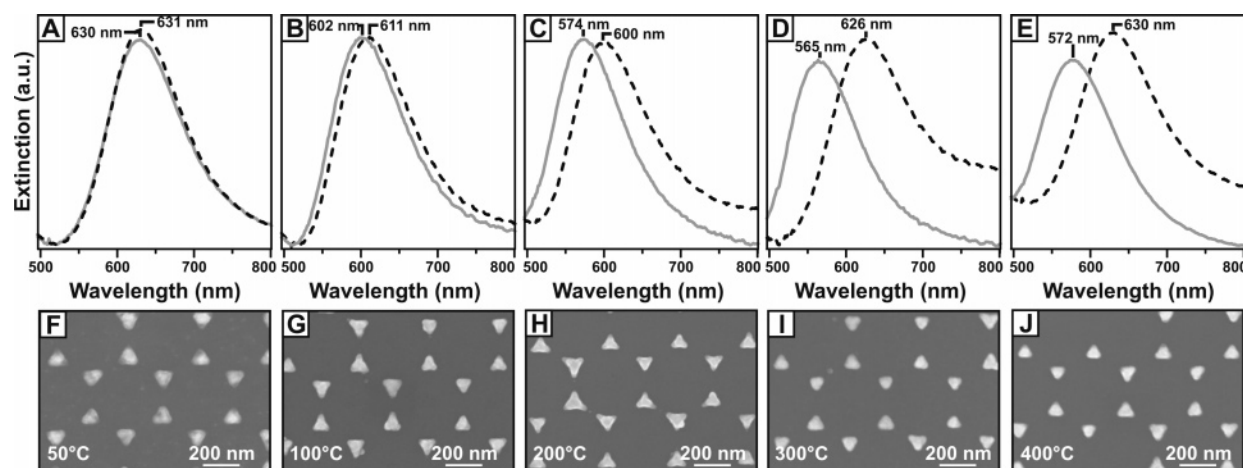 A
630 nm
631 nm
B
602 nm
611 nm
C
574 nm
600 nm
D
565 nm
626 nm
E
572 nm
630 nm
Extinction (a.u.)
500 600 700 800
500 600 700 800
500 600 700 800
500 600 700 800
500 600 700 800
Wavelength (nm)
Wavelength (nm)
Wavelength (nm)
Wavelength (nm)
Wavelength (nm)
F
50°C
200 nm
G
100°C
200 nm
H
200°C
200 nm
I
300°C
200 nm
J
400°C
200 nm